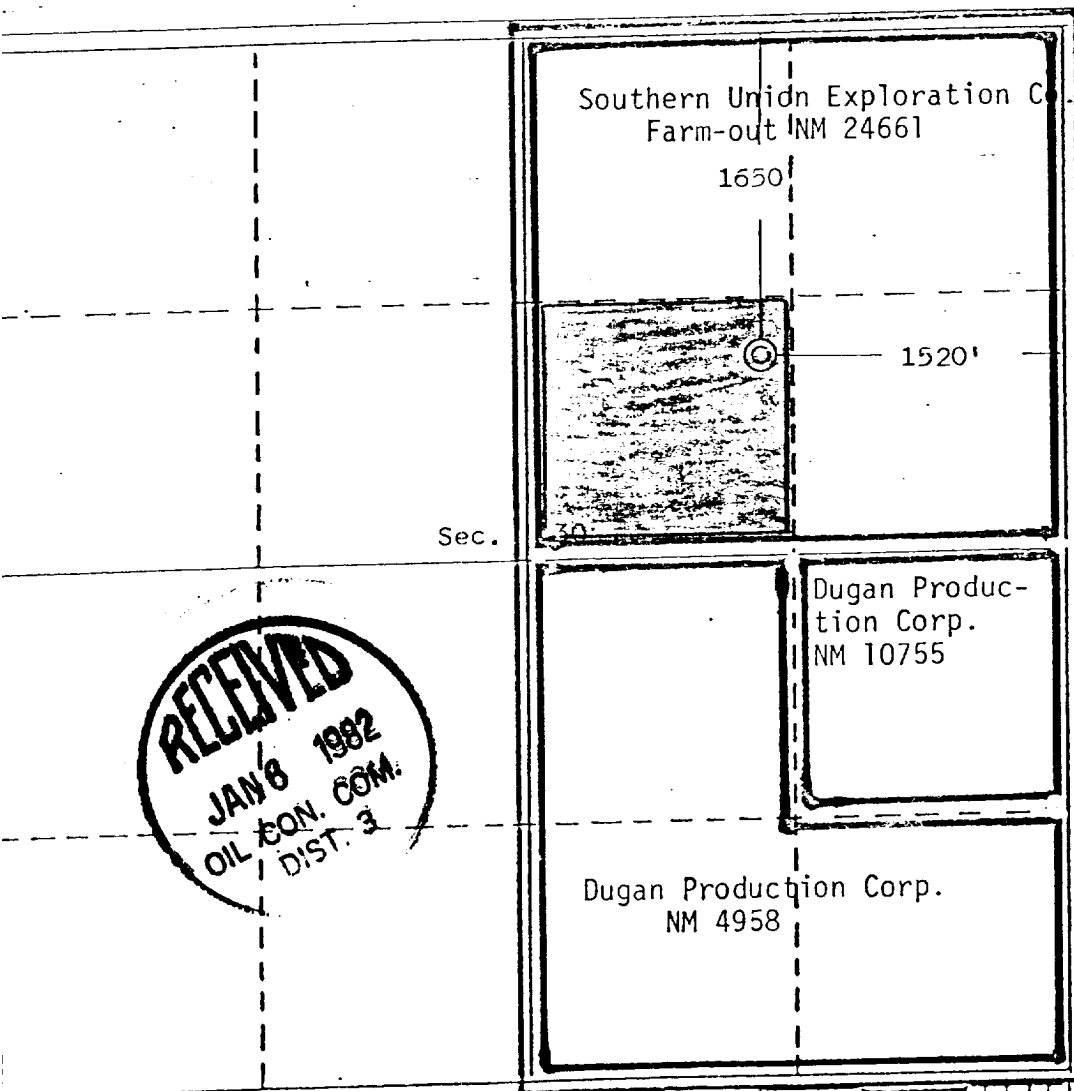 Southern Union Exploration Co.
Farm-out NM 24661
1650
1520'
Sec. 30
Dugan Produc-
tion Corp.
NM 10755
RECEIVED
JAN 6 1982
OIL CON. COM.
DIST. 3
Dugan Production Corp.
NM 4958